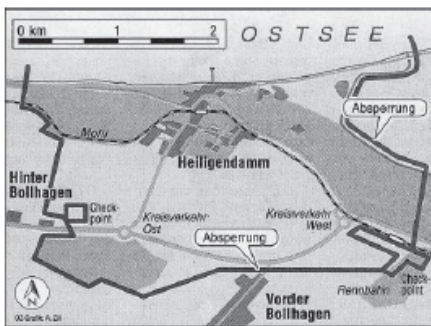 0 km 1 2
OSTSEE
Absperrung
Molli
Heiligendamm
Hinter
Bollhagen
Check-
point
Kreisverkehr
Ost
Kreisverkehr
West
Absperrung
Rennbahn
Check-
point
Vorder
Bollhagen
N